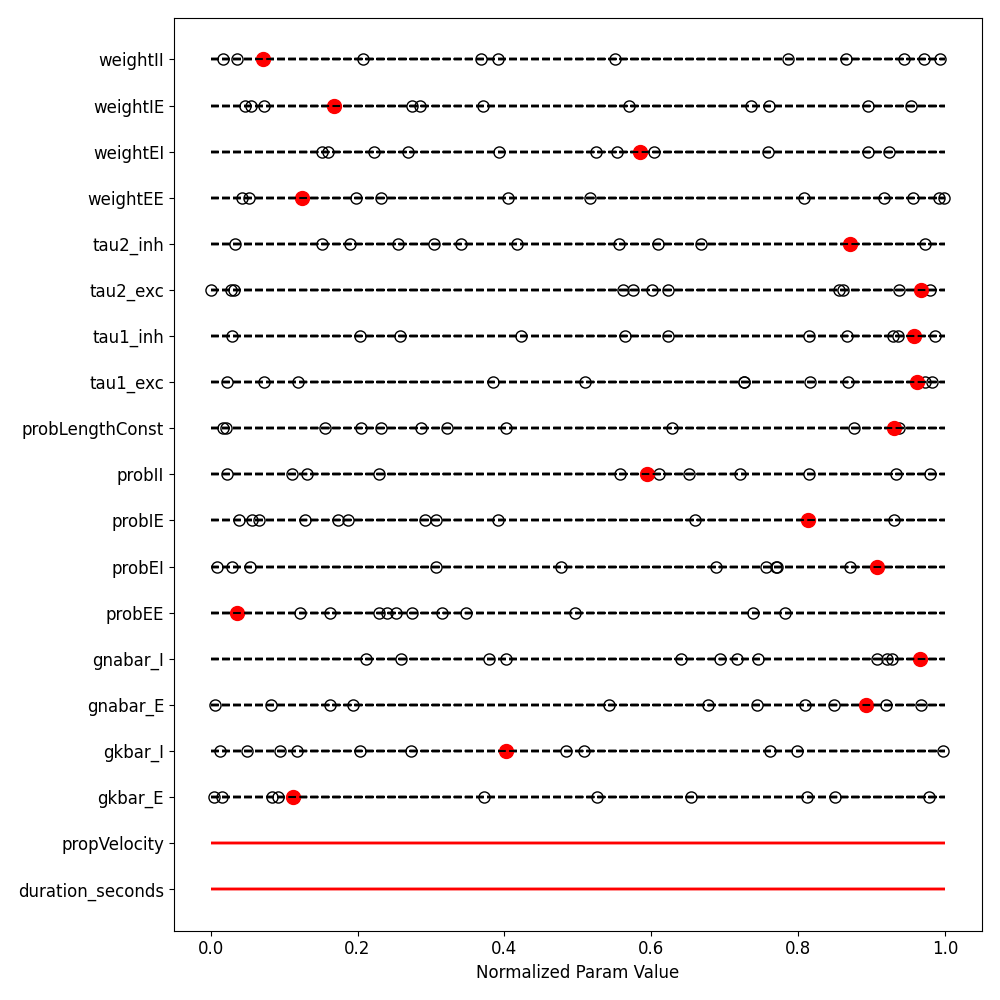 weightII
weightIE
weightEI
weightEE
tau2_inh
tau2_exc
tau1_inh
tau1_exc
probLengthConst
probII
probIE
probEI
probEE
gnabar_I
gnabar_E
gkbar_I
gkbar_E
propVelocity
duration_seconds
0.0 0.2 0.4 0.6 0.8 1.0
Normalized Param Value